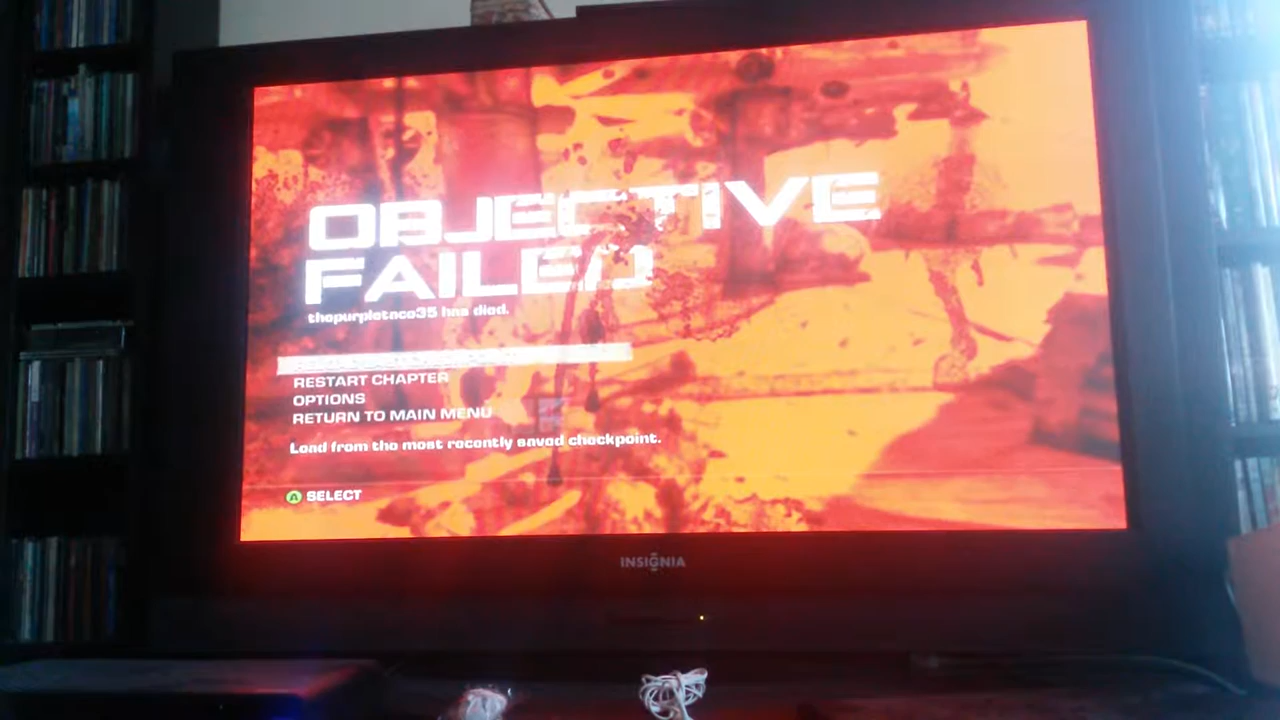 OBJECTIVE
FAILED
thepurpletaco35 has died.
RESTART CHAPTER
OPTIONS
RETURN TO MAIN MENU
Load from the most recently saved checkpoint.
A SELECT
INSIGNIA